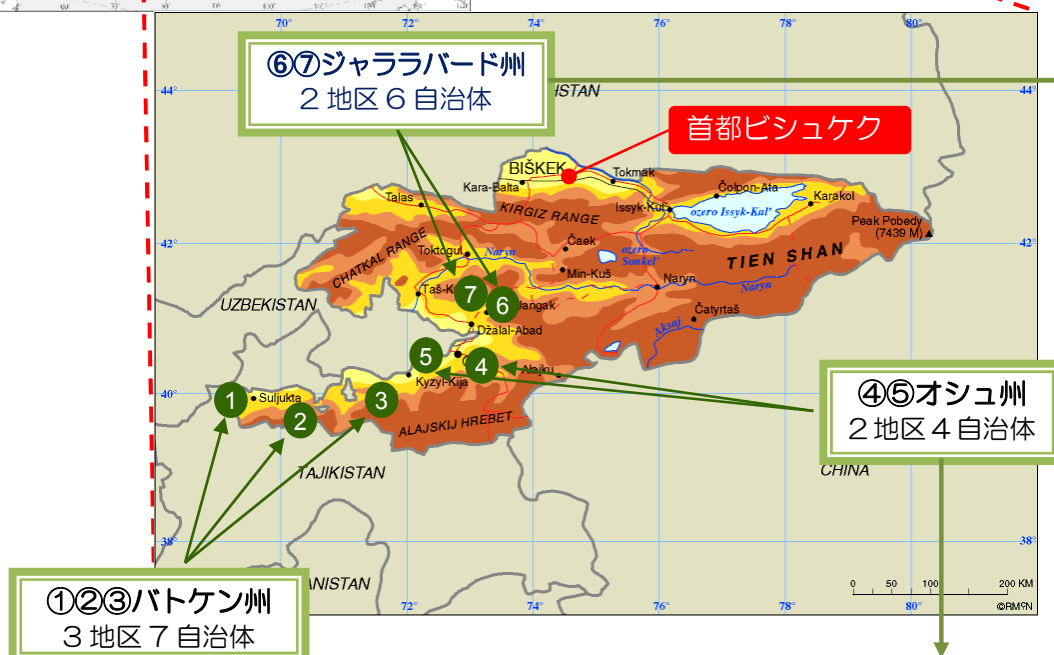 70°
72°
74°
76°
78°
80°
⑥⑦ジャララバード州
2地区6自治体
44°
44°
首都ビシュケク
BIŠKEK
Tokmak
Kara-Balta
Čolpon-Ata
Talas
Issyk-Kul'
ozero Issyk-Kul'
Karakol
KIRGIZ RANGE
Peak Pobedy
(7439 M)
42°
42°
CHATKAL RANGE
Toktogul
Naryn
Čaek
ozero
Sonkel'
TIEN SHAN
Min-Kuš
Naryn
Naryn
Taš-K
7
6
angak
UZBEKISTAN
Čatyrtaš
Džalal-Abad
Aksaj
5
4
Alajku
Kyzyl-Kija
40°
40°
1
Suljukta
2
3
ALAJSKIJ HREBET
④⑤オシュ州
2地区4自治体
TAJIKISTAN
CHINA
38°
38°
①②③バトケン州
3地区7自治体
ANISTAN
72°
74°
76°
78°
80°
0 50 100 200 KM
©RMºN